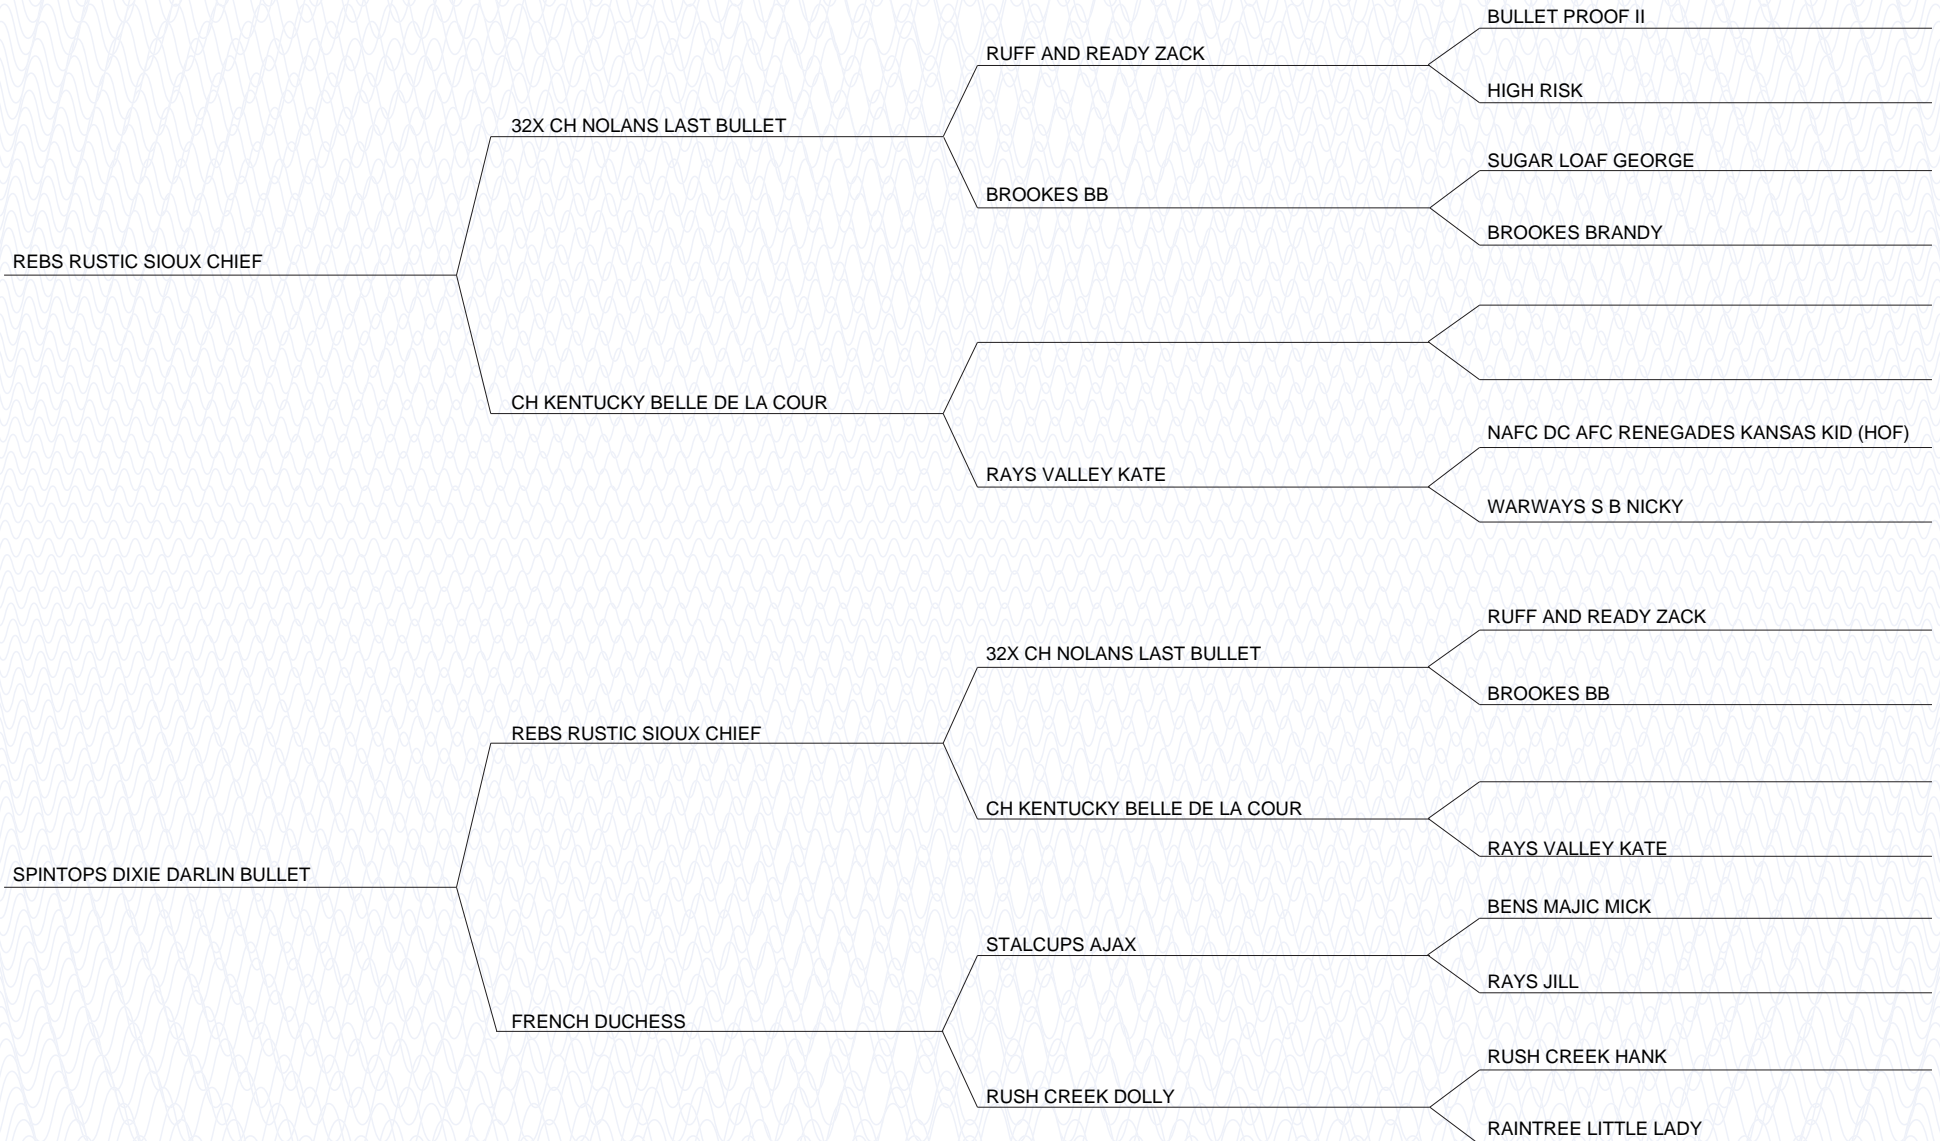 BULLET PROOF II
RUFF AND READY ZACK
HIGH RISK
32X CH NOLANS LAST BULLET
SUGAR LOAF GEORGE
BROOKES BB
BROOKES BRANDY
REBS RUSTIC SIOUX CHIEF
CH KENTUCKY BELLE DE LA COUR
NAFC DC AFC RENEGADES KANSAS KID (HOF)
RAYS VALLEY KATE
WARWAYS S B NICKY
RUFF AND READY ZACK
32X CH NOLANS LAST BULLET
BROOKES BB
REBS RUSTIC SIOUX CHIEF
CH KENTUCKY BELLE DE LA COUR
RAYS VALLEY KATE
SPINTOPS DIXIE DARLIN BULLET
BENS MAJIC MICK
STALCUPS AJAX
RAYS JILL
FRENCH DUCHESS
RUSH CREEK HANK
RUSH CREEK DOLLY
RAINTREE LITTLE LADY